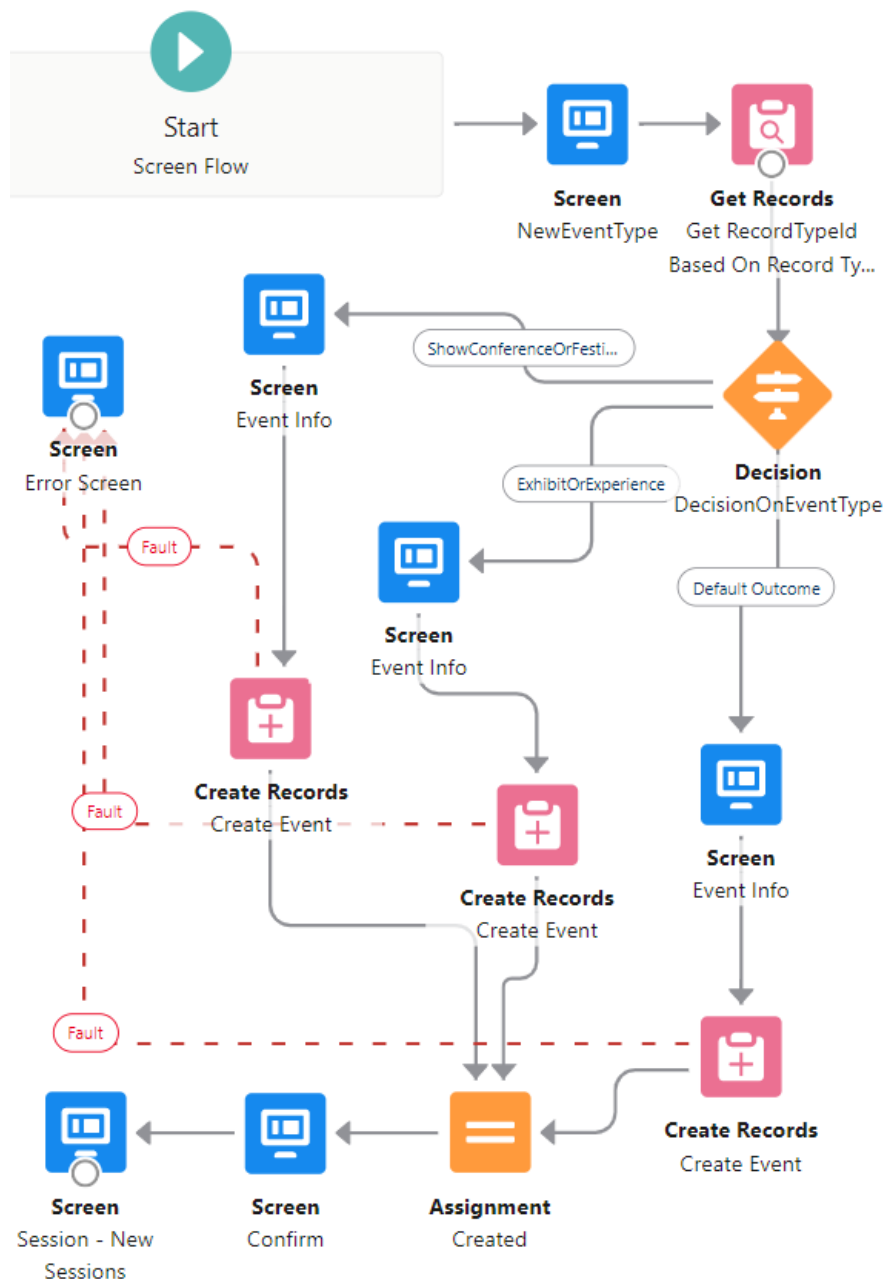 Start
Screen Flow
Screen
NewEventType
Get Records
Get RecordTypeId
Based On Record Ty...
ShowConferenceOrFesti...
Screen
Event Info
Screen
Error Screen
Decision
DecisionOnEventType
ExhibitOrExperience
Fault
Default Outcome
Screen
Event Info
Create Records
Create Event
Fault
Screen
Event Info
Create Records
Create Event
Fault
Create Records
Create Event
Screen
Session - New
Sessions
Screen
Confirm
Assignment
Created